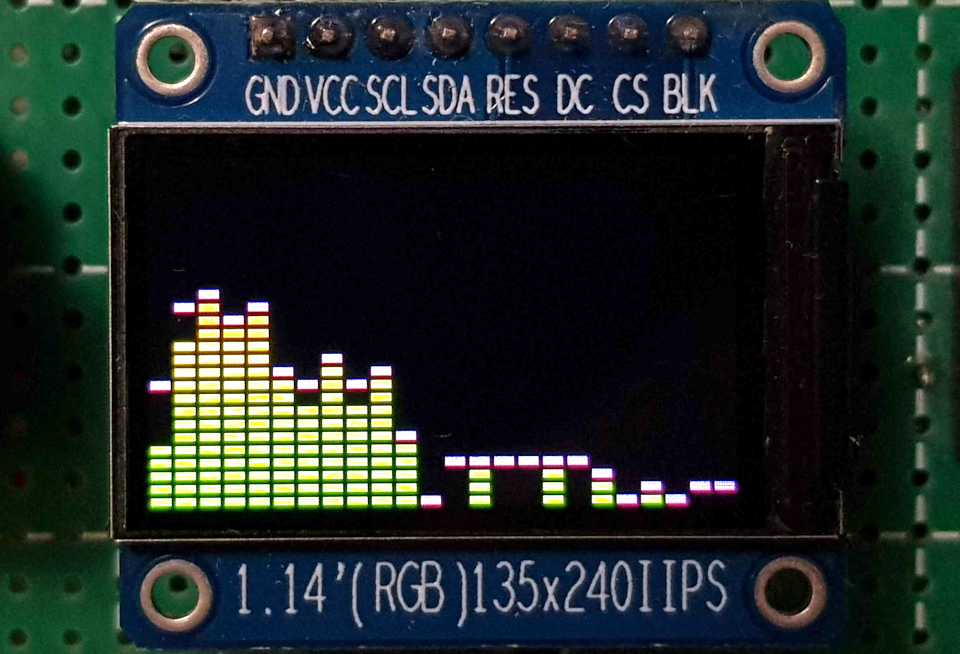 GND VCC SCL SDA RES DC CS BLK
1.14'(RGB)135x240IIPS